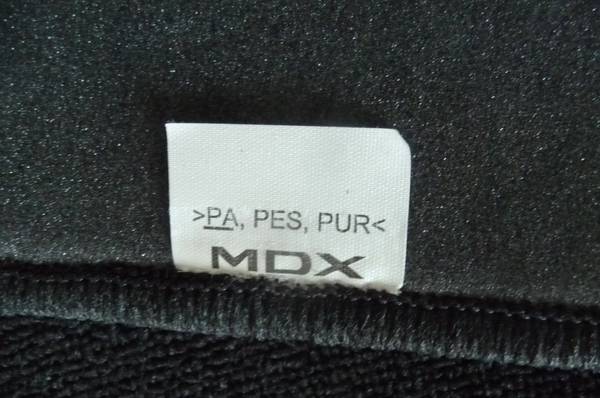 >PA, PES, PUR<
MDX